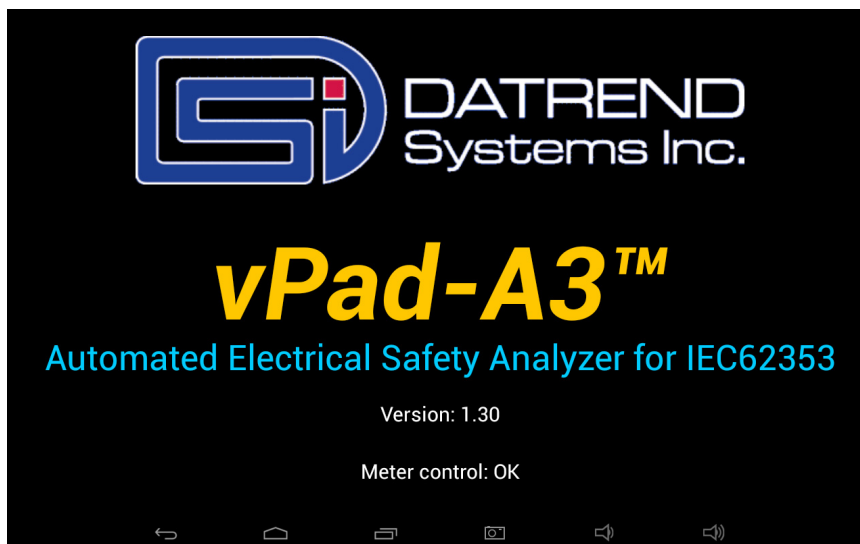 DATREND
Systems Inc.
vPad-A3™
Automated Electrical Safety Analyzer for IEC62353
Version: 1.30
Meter control: OK